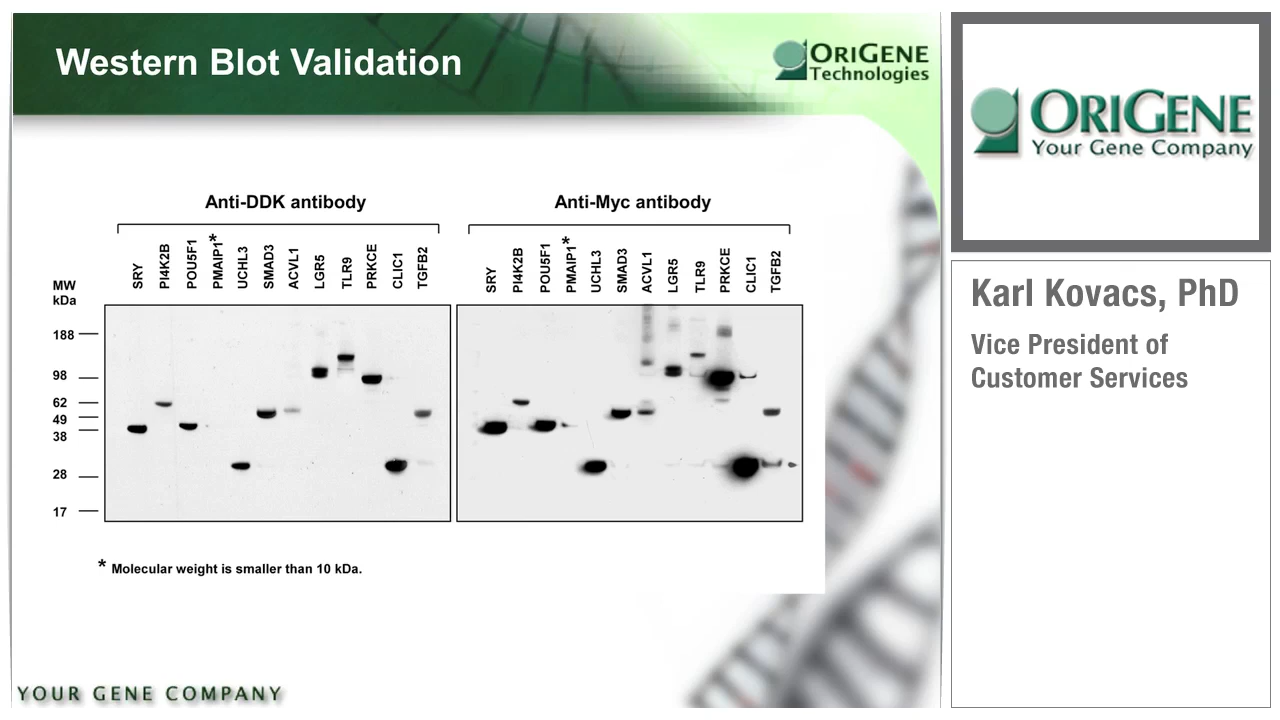 Western Blot Validation
ORIGENE
Technologies
ORIGENE
Your Gene Company
Karl Kovacs, PhD
Vice President of
Customer Services
Anti-DDK antibody
Anti-Myc antibody
SRY PI4K2B POU5F1 PMAIP1* UCHL3 SMAD3 ACVL1 LGR5 TLR9 PRKCE CLIC1 TGFB2
SRY PI4K2B POU5F1 PMAIP1* UCHL3 SMAD3 ACVL1 LGR5 TLR9 PRKCE CLIC1 TGFB2
MW
kDa
188
98
62
49
38
28
17
* Molecular weight is smaller than 10 kDa.
YOUR GENE COMPANY